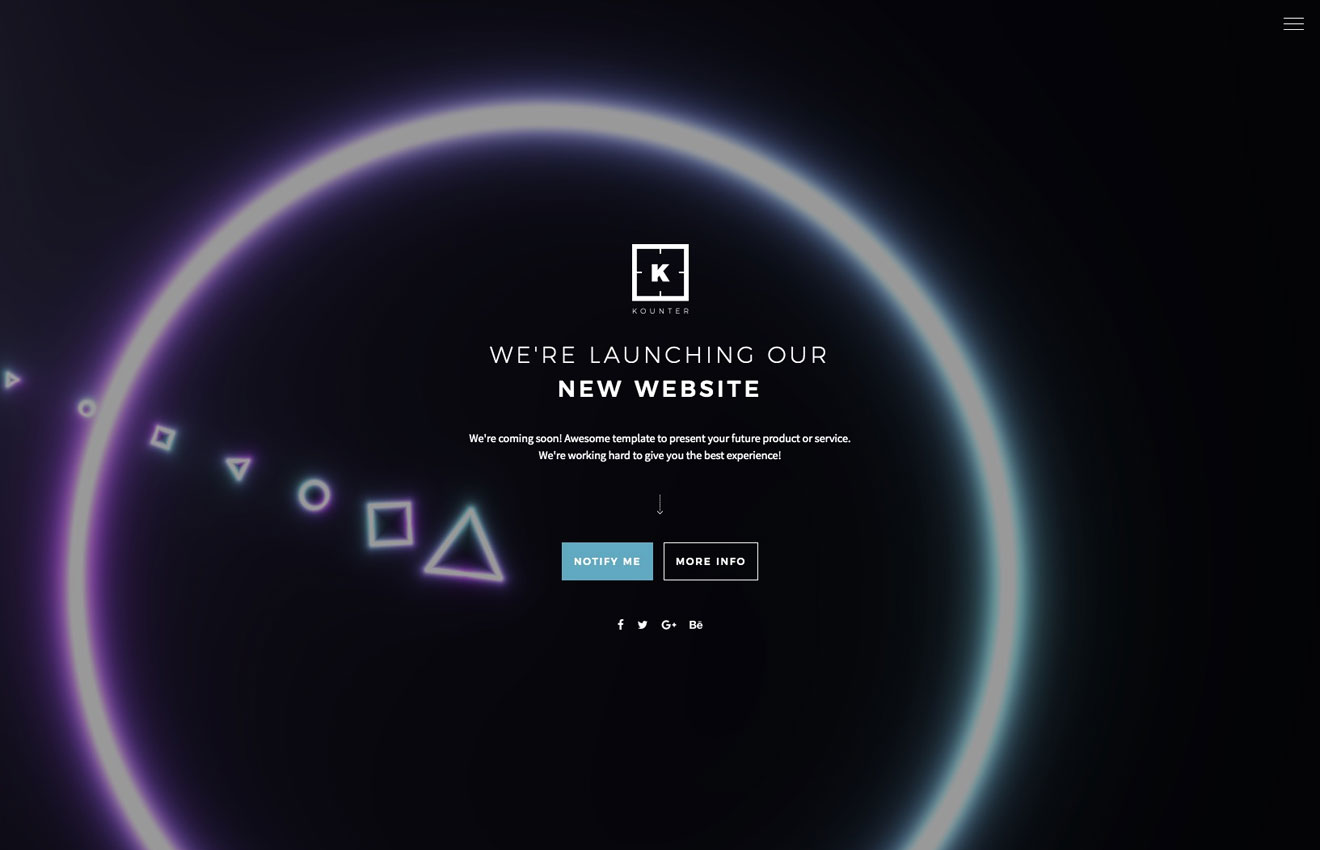 K
KOUNTER
WE'RE LAUNCHING OUR
NEW WEBSITE
We're coming soon! Awesome template to present your future product or service.
We're working hard to give you the best experience!
NOTIFY ME
MORE INFO
f G+ Bē